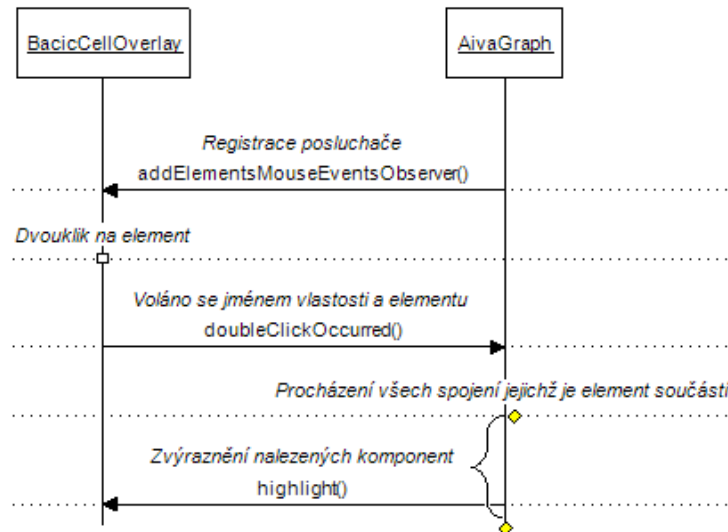 BacicCellOverlay
AivaGraph
Registrace posluchače
addElementsMouseEventsObserver()
Dvouklik na element
Voláno se jménem vlastosti a elementu
doubleClickOccurred()
Procházení všech spojení jejichž je element součástí
Zvýraznění nalezených komponent
highlight()